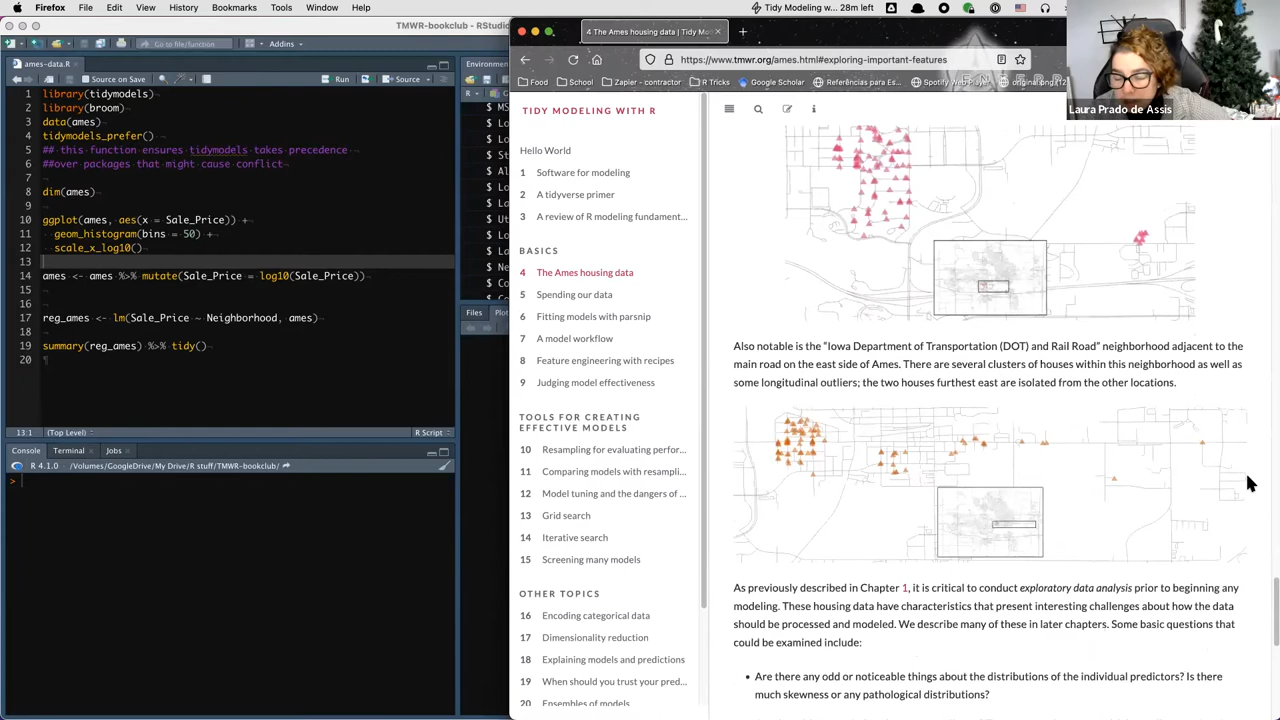 Firefox File Edit View History Bookmarks Tools Window Help
Tidy Modeling w... 28m left
TMWR-bookclub — RStudio
Go to file/function
Addins
ames-data.R
Source on Save
Run
Source
1 library(tidymodels)
2 library(broom)
3 data(ames)
4 tidymodels_prefer()
5 ## this function ensures tidymodels takes precedence
6 ##over packages that might cause conflict
7
8 dim(ames)
9
10 ggplot(ames, aes(x = Sale_Price)) +
11 geom_histogram(bins = 50) +
12 scale_x_log10()
13
14 ames <- ames %>% mutate(Sale_Price = log10(Sale_Price))
15
16
17 reg_ames <- lm(Sale_Price ~ Neighborhood, ames)
18
19 summary(reg_ames) %>% tidy()
20
13:1 (Top Level) R Script
Console Terminal Jobs
R 4.1.0 /Volumes/GoogleDrive/My Drive/R stuff/TMWR-bookclub/
>
Files Plot
4 The Ames housing data | Tidy Mo
https://www.tmwr.org/ames.html#exploring-important-features
Food School Zapier - contractor R Tricks Google Scholar Referências para Es... Spotify Web Player original.png (12
TIDY MODELING WITH R
Hello World
1 Software for modeling
2 A tidyverse primer
3 A review of R modeling fundament...
BASICS
4 The Ames housing data
5 Spending our data
6 Fitting models with parsnip
7 A model workflow
8 Feature engineering with recipes
9 Judging model effectiveness
TOOLS FOR CREATING
EFFECTIVE MODELS
10 Resampling for evaluating perfor...
11 Comparing models with resampli...
12 Model tuning and the dangers of ...
13 Grid search
14 Iterative search
15 Screening many models
OTHER TOPICS
16 Encoding categorical data
17 Dimensionality reduction
18 Explaining models and predictions
19 When should you trust your pred...
20 Ensembles of models
Also notable is the “Iowa Department of Transportation (DOT) and Rail Road” neighborhood adjacent to the
main road on the east side of Ames. There are several clusters of houses within this neighborhood as well as
some longitudinal outliers; the two houses furthest east are isolated from the other locations.
As previously described in Chapter 1, it is critical to conduct exploratory data analysis prior to beginning any
modeling. These housing data have characteristics that present interesting challenges about how the data
should be processed and modeled. We describe many of these in later chapters. Some basic questions that
could be examined include:
• Are there any odd or noticeable things about the distributions of the individual predictors? Is there
much skewness or any pathological distributions?
Laura Prado de Assis